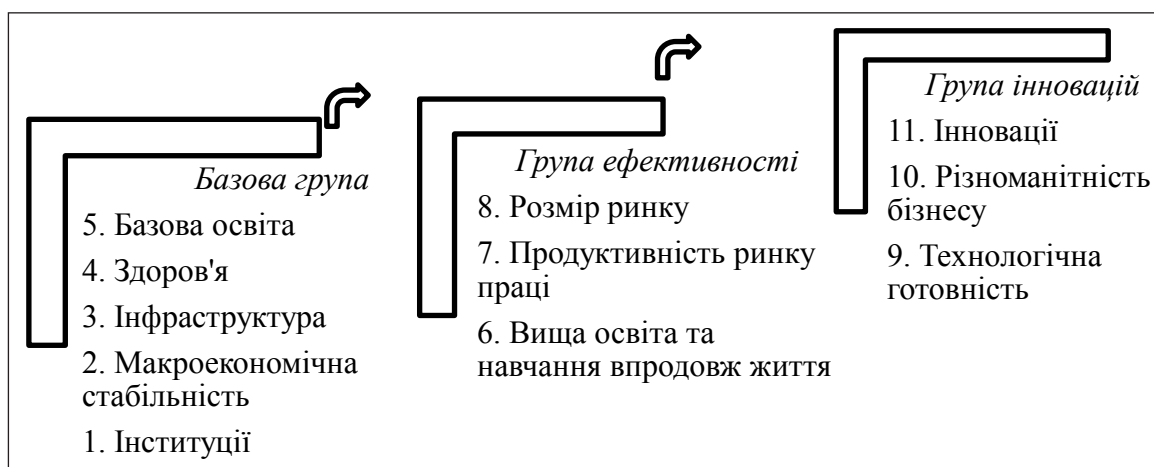 Базова група
5. Базова освіта
4. Здоров'я
3. Інфраструктура
2. Макроекономічна
стабільність
1. Інституції
Група ефективності
8. Розмір ринку
7. Продуктивність ринку
праці
6. Вища освіта та
навчання впродовж життя
Група інновацій
11. Інновації
10. Різноманітність
бізнесу
9. Технологічна
готовність